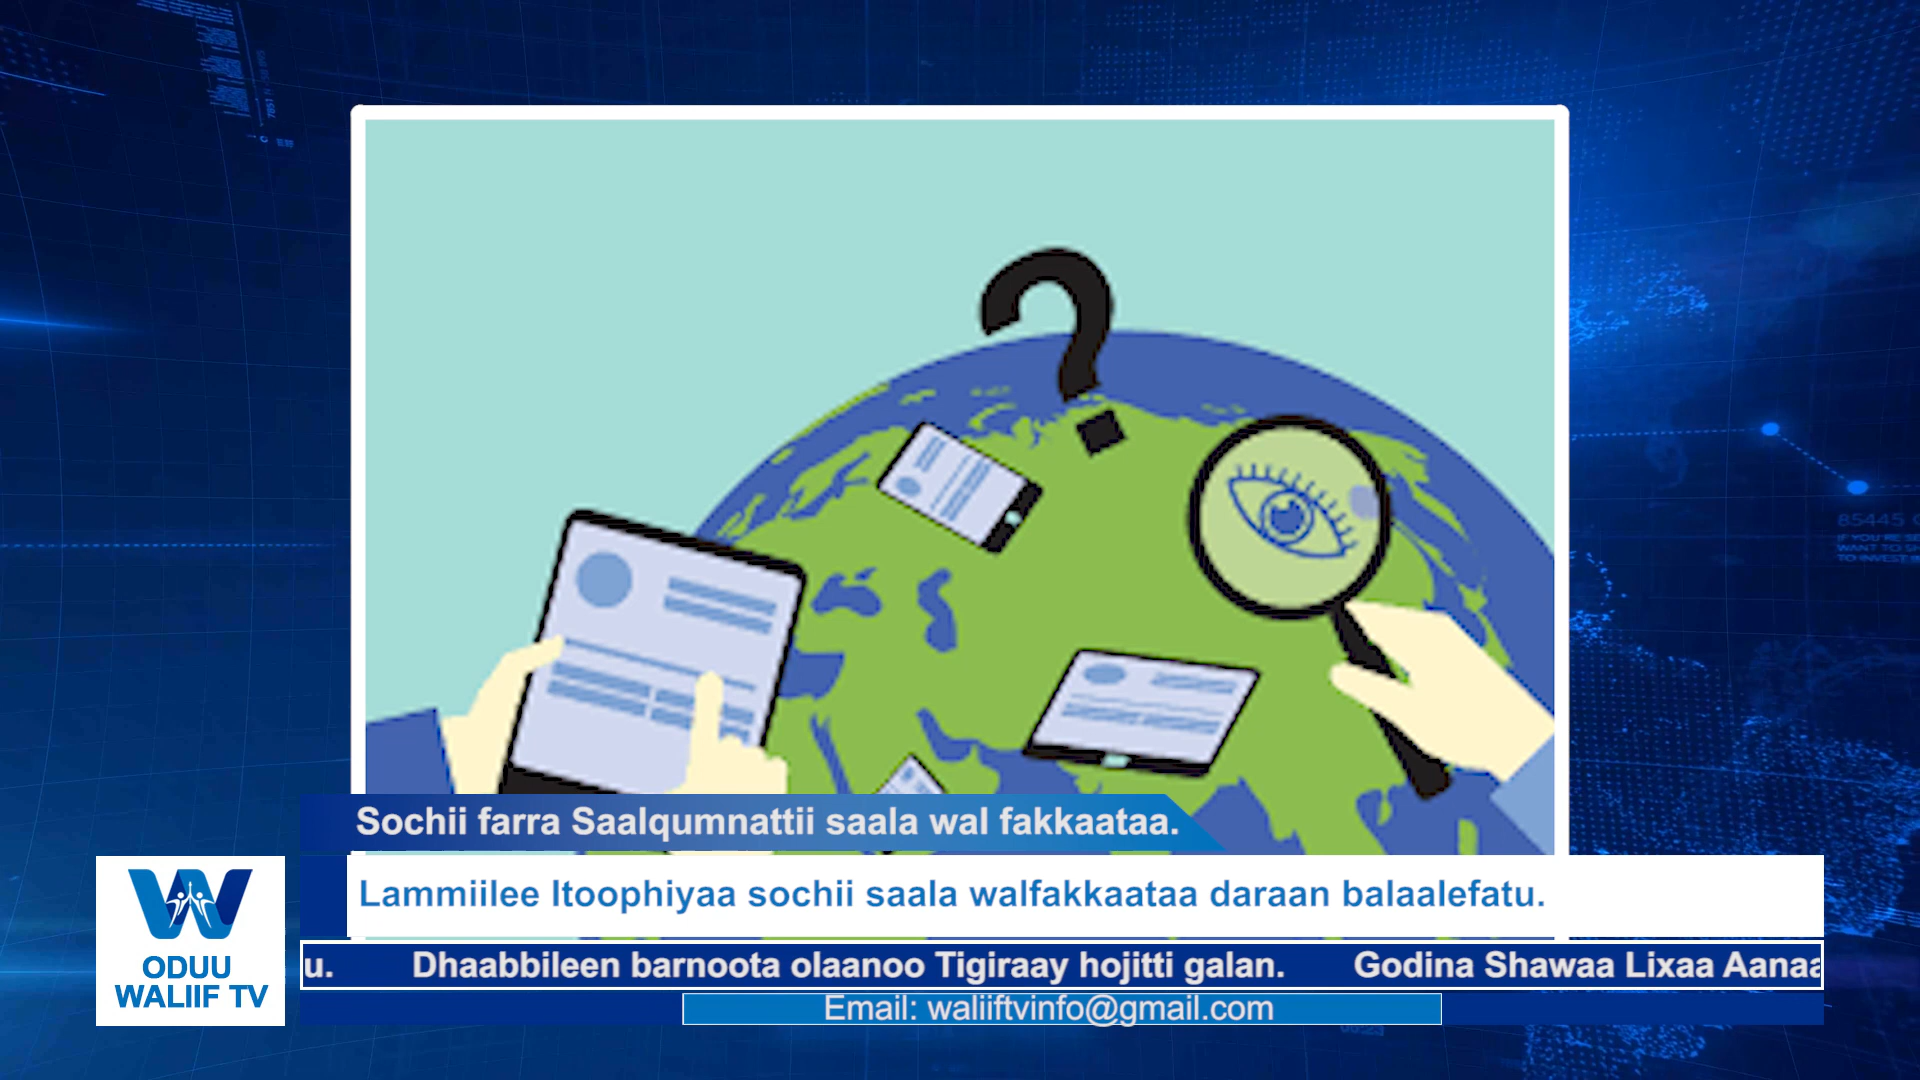 Sochii farra Saalqumnattii saala wal fakkaataa.
Lammiilee Itoophiyaa sochii saala walfakkaataa daraan balaalefatu.
u. Dhaabbileen barnoota olaanoo Tigiraay hojitti galan. Godina Shawaa Lixaa Aanaa
ODUU
WALIIF TV
Email: waliiftvinfo@gmail.com
85445